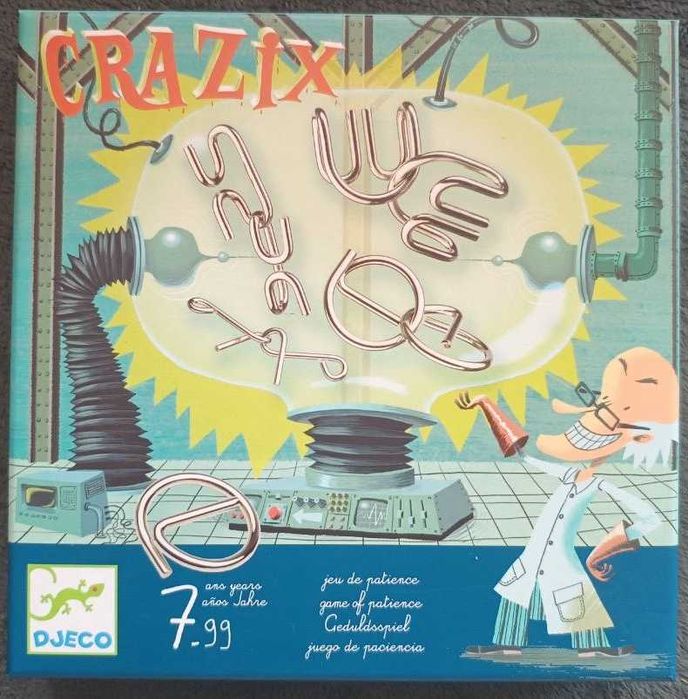 CRAZIX
DJECO
7-99
ans years
años Jahre
jeu de patience
game of patience
Geduldsspiel
juego de paciencia